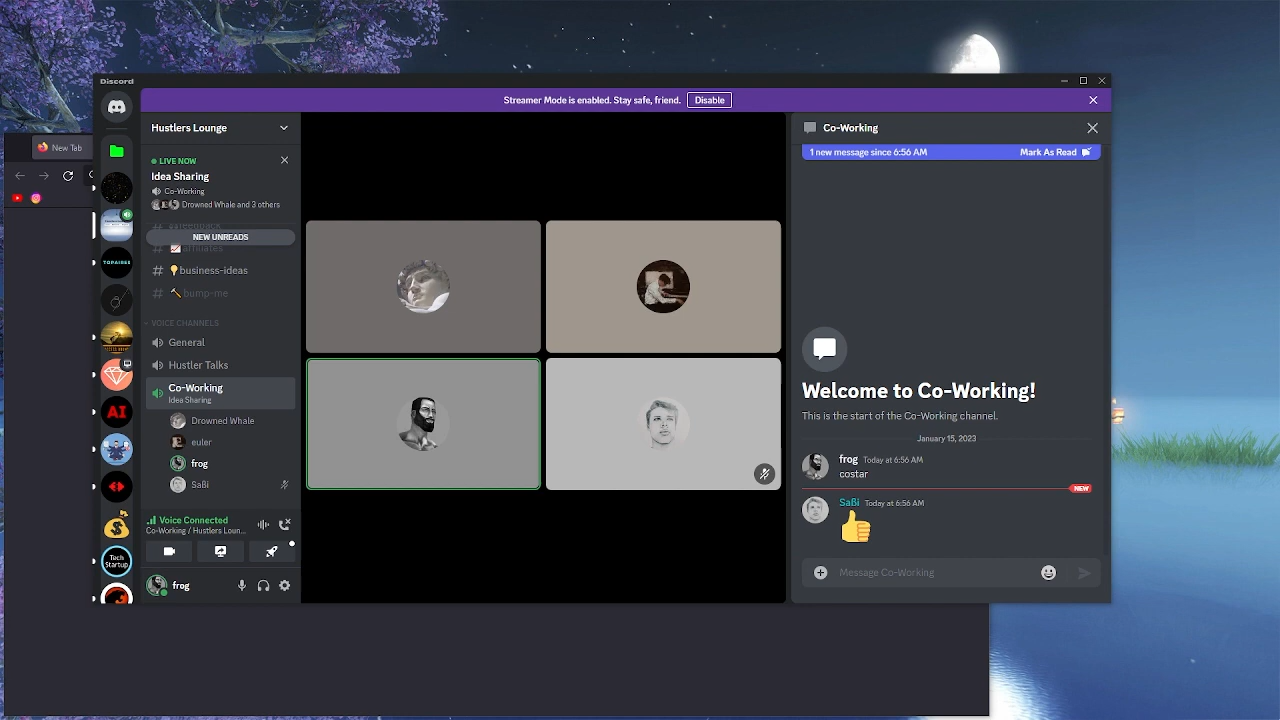 Discord
Streamer Mode is enabled. Stay safe, friend.
Disable
New Tab
Hustlers Lounge
LIVE NOW
Idea Sharing
Co-Working
Drowned Whale and 3 others
NEW UNREADS
affiliates
business-ideas
bump-me
VOICE CHANNELS
General
Hustler Talks
Co-Working
Idea Sharing
Drowned Whale
euler
frog
SaBi
Voice Connected
Co-Working / Hustlers Loun...
frog
TOPAIRES
AI
Tech
Startup
Co-Working
1 new message since 6:56 AM
Mark As Read
Welcome to Co-Working!
This is the start of the Co-Working channel.
January 15, 2023
frog Today at 6:56 AM
costar
NEW
SaBi Today at 6:56 AM
Message Co-Working